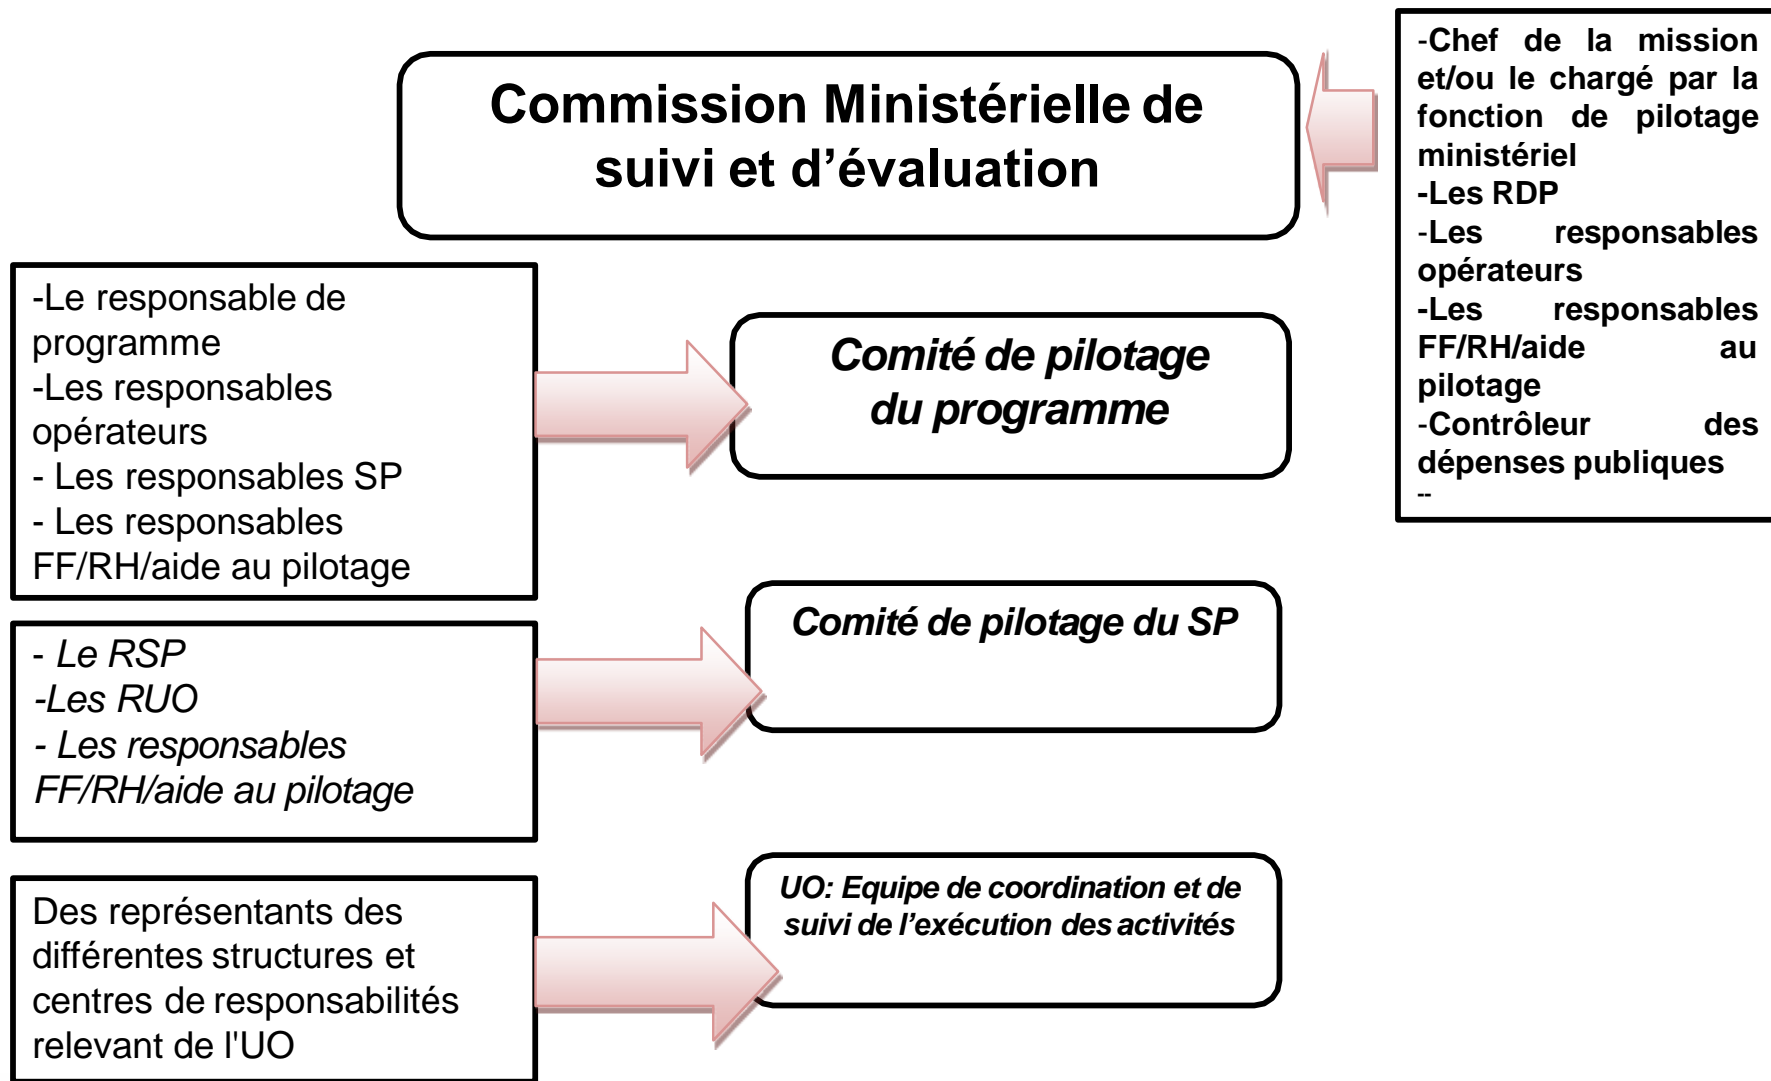 Commission Ministérielle de
suivi et d’évaluation
-Chef de la mission
et/ou le chargé par la
fonction de pilotage
ministériel
-Les RDP
-Les responsables
opérateurs
-Les responsables
FF/RH/aide au
pilotage
-Contrôleur des
dépenses publiques
--
-Le responsable de
programme
-Les responsables
opérateurs
- Les responsables SP
- Les responsables
FF/RH/aide au pilotage
Comité de pilotage
du programme
- Le RSP
-Les RUO
- Les responsables
FF/RH/aide au pilotage
Comité de pilotage du SP
Des représentants des
différentes structures et
centres de responsabilités
relevant de l'UO
UO: Equipe de coordination et de
suivi de l’exécution des activités